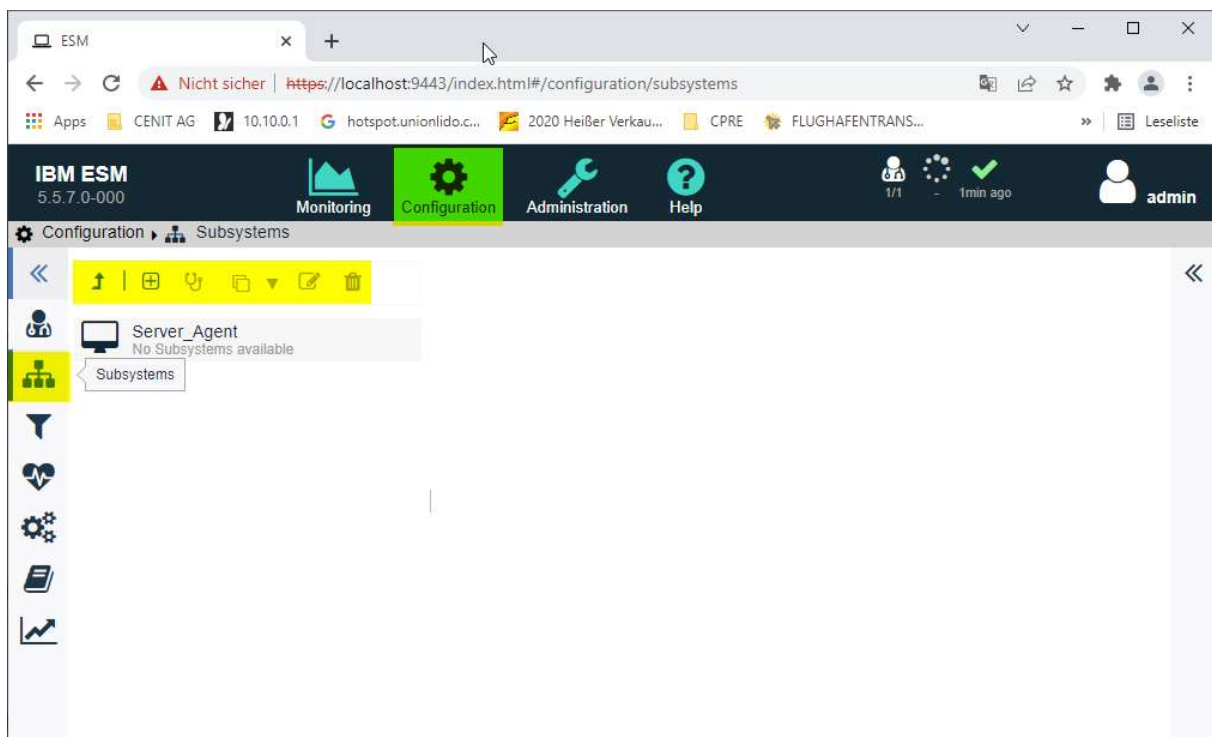 ESM
Nicht sicher | https://localhost:9443/index.html#/configuration/subsystems
Apps CENIT AG 10.10.0.1 hotspot.unionlido.c... 2020 Heißer Verkau... CPRE FLUGHAFENTRANS... » Leseliste
IBM ESM
5.5.7.0-000
Monitoring Configuration Administration Help
1/1 - 1min ago
admin
Configuration Subsystems
Server_Agent
No Subsystems available
Subsystems